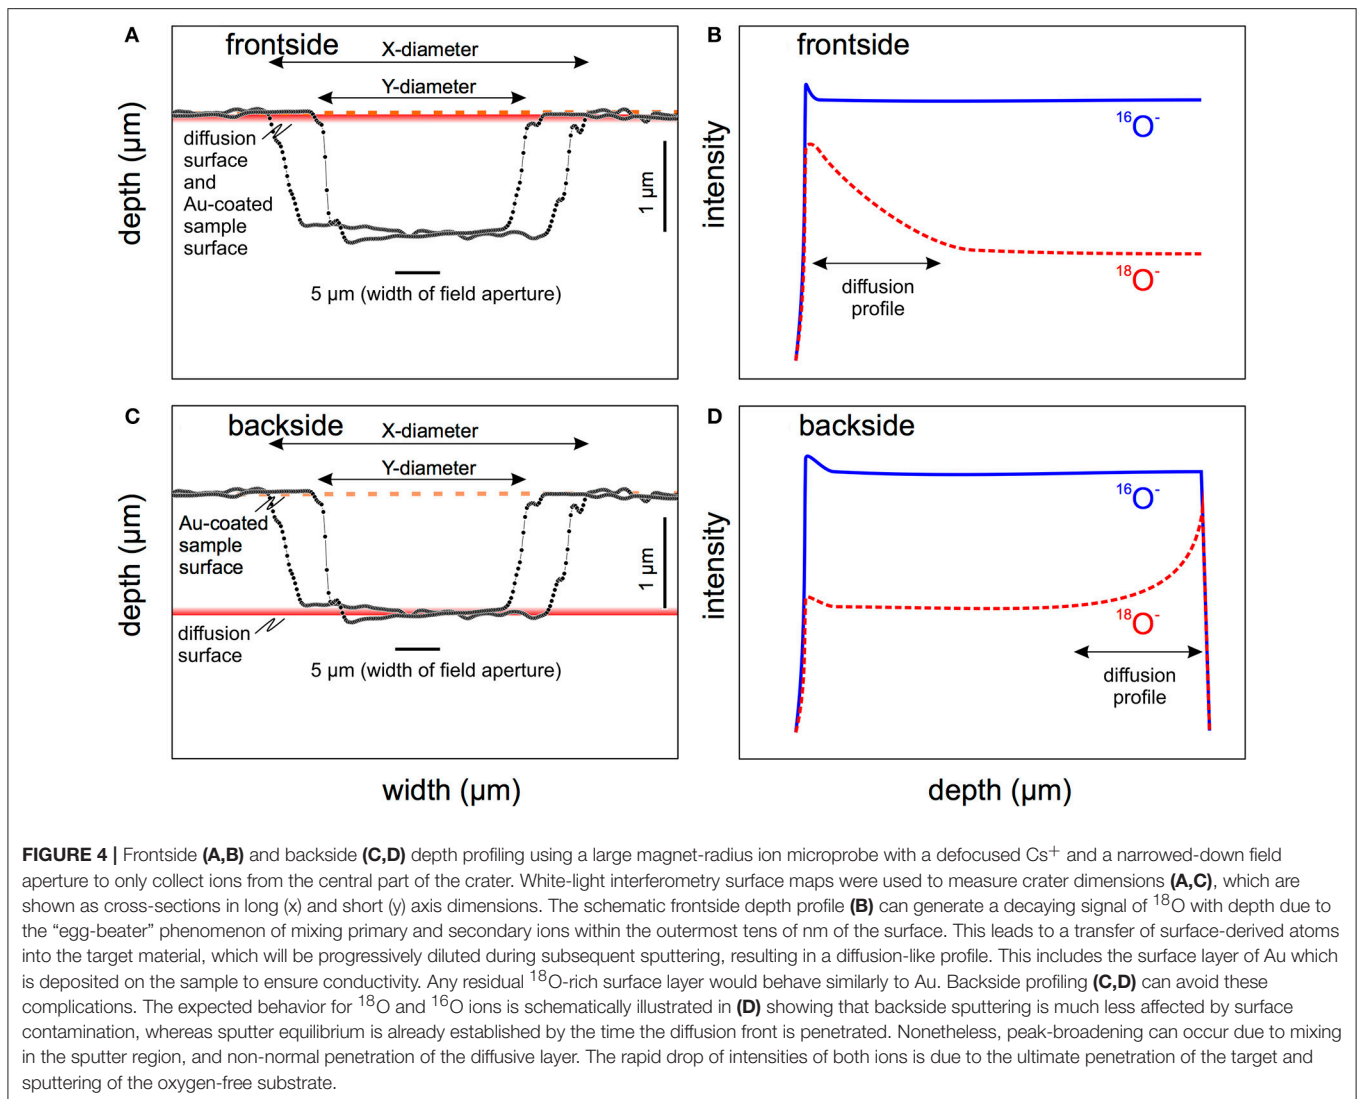 A
frontside
X-diameter
Y-diameter
depth (µm)
diffusion
surface
and
Au-coated
sample
surface
1 µm
5 µm (width of field aperture)
B
frontside
intensity
16O-
18O-
diffusion
profile
C
backside
X-diameter
Y-diameter
depth (µm)
Au-coated
sample
surface
1 µm
diffusion
surface
5 µm (width of field aperture)
width (µm)
D
backside
intensity
16O-
18O-
diffusion
profile
depth (µm)
FIGURE 4 | Frontside (A,B) and backside (C,D) depth profiling using a large magnet-radius ion microprobe with a defocused Cs+ and a narrowed-down field
aperture to only collect ions from the central part of the crater. White-light interferometry surface maps were used to measure crater dimensions (A,C), which are
shown as cross-sections in long (x) and short (y) axis dimensions. The schematic frontside depth profile (B) can generate a decaying signal of 18O with depth due to
the “egg-beater” phenomenon of mixing primary and secondary ions within the outermost tens of nm of the surface. This leads to a transfer of surface-derived atoms
into the target material, which will be progressively diluted during subsequent sputtering, resulting in a diffusion-like profile. This includes the surface layer of Au which
is deposited on the sample to ensure conductivity. Any residual 18O-rich surface layer would behave similarly to Au. Backside profiling (C,D) can avoid these
complications. The expected behavior for 18O and 16O ions is schematically illustrated in (D) showing that backside sputtering is much less affected by surface
contamination, whereas sputter equilibrium is already established by the time the diffusion front is penetrated. Nonetheless, peak-broadening can occur due to mixing
in the sputter region, and non-normal penetration of the diffusive layer. The rapid drop of intensities of both ions is due to the ultimate penetration of the target and
sputtering of the oxygen-free substrate.